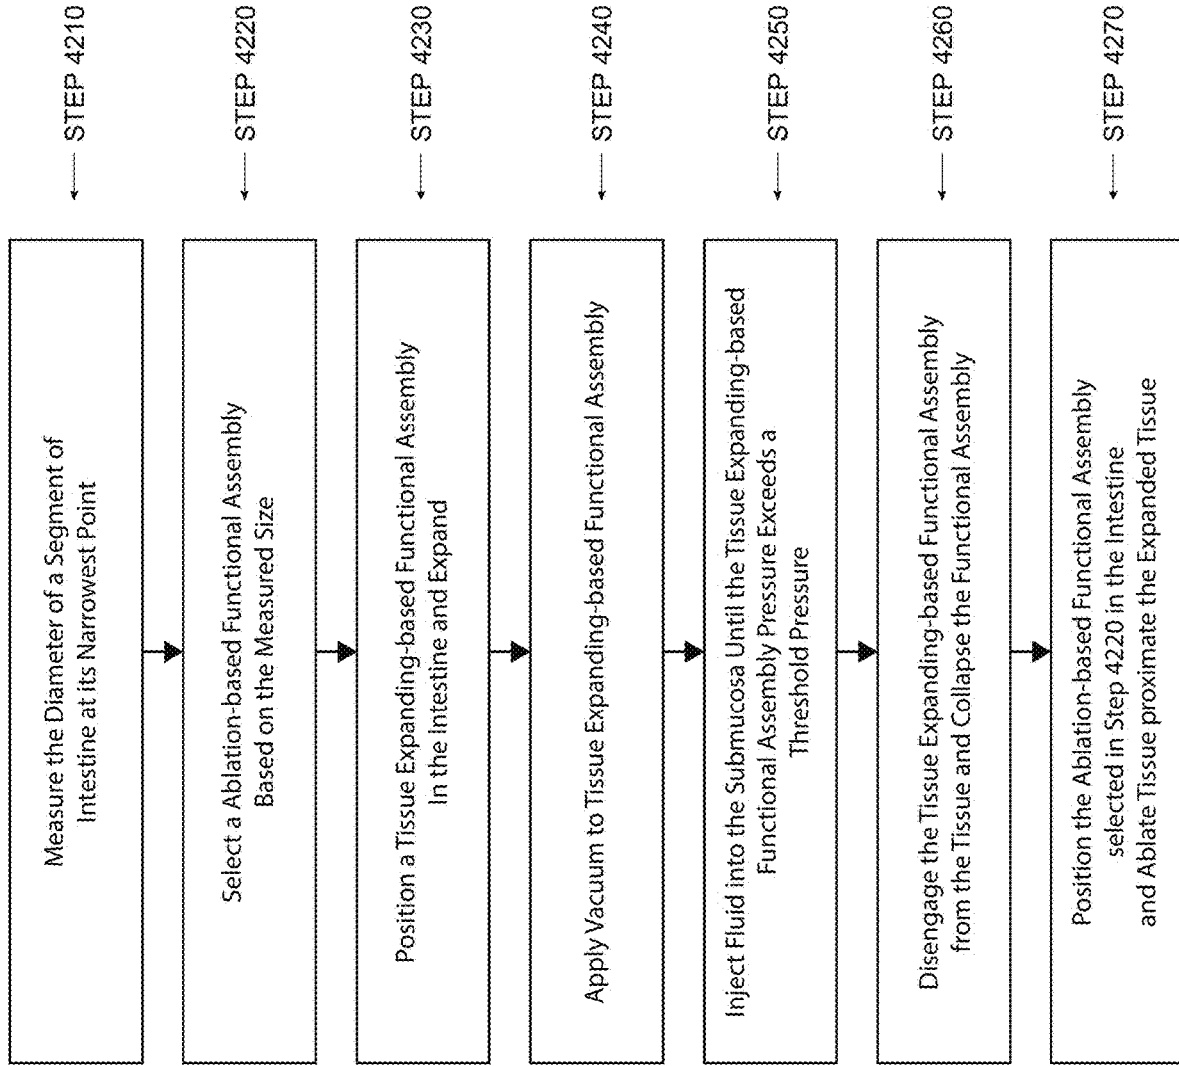 Measure the Diameter of a Segment of
Intestine at its Narrowest Point
STEP 4210
Select a Ablation-based Functional Assembly
Based on the Measured Size
STEP 4220
Position a Tissue Expanding-based Functional Assembly
In the Intestine and Expand
STEP 4230
Apply Vacuum to Tissue Expanding-based Functional Assembly
STEP 4240
Inject Fluid into the Submucosa Until the Tissue Expanding-based
Functional Assembly Pressure Exceeds a
Threshold Pressure
STEP 4250
Disengage the Tissue Expanding-based Functional Assembly
from the Tissue and Collapse the Functional Assembly
STEP 4260
Position the Ablation-based Functional Assembly
selected in Step 4220 in the Intestine
and Ablate Tissue proximate the Expanded Tissue
STEP 4270